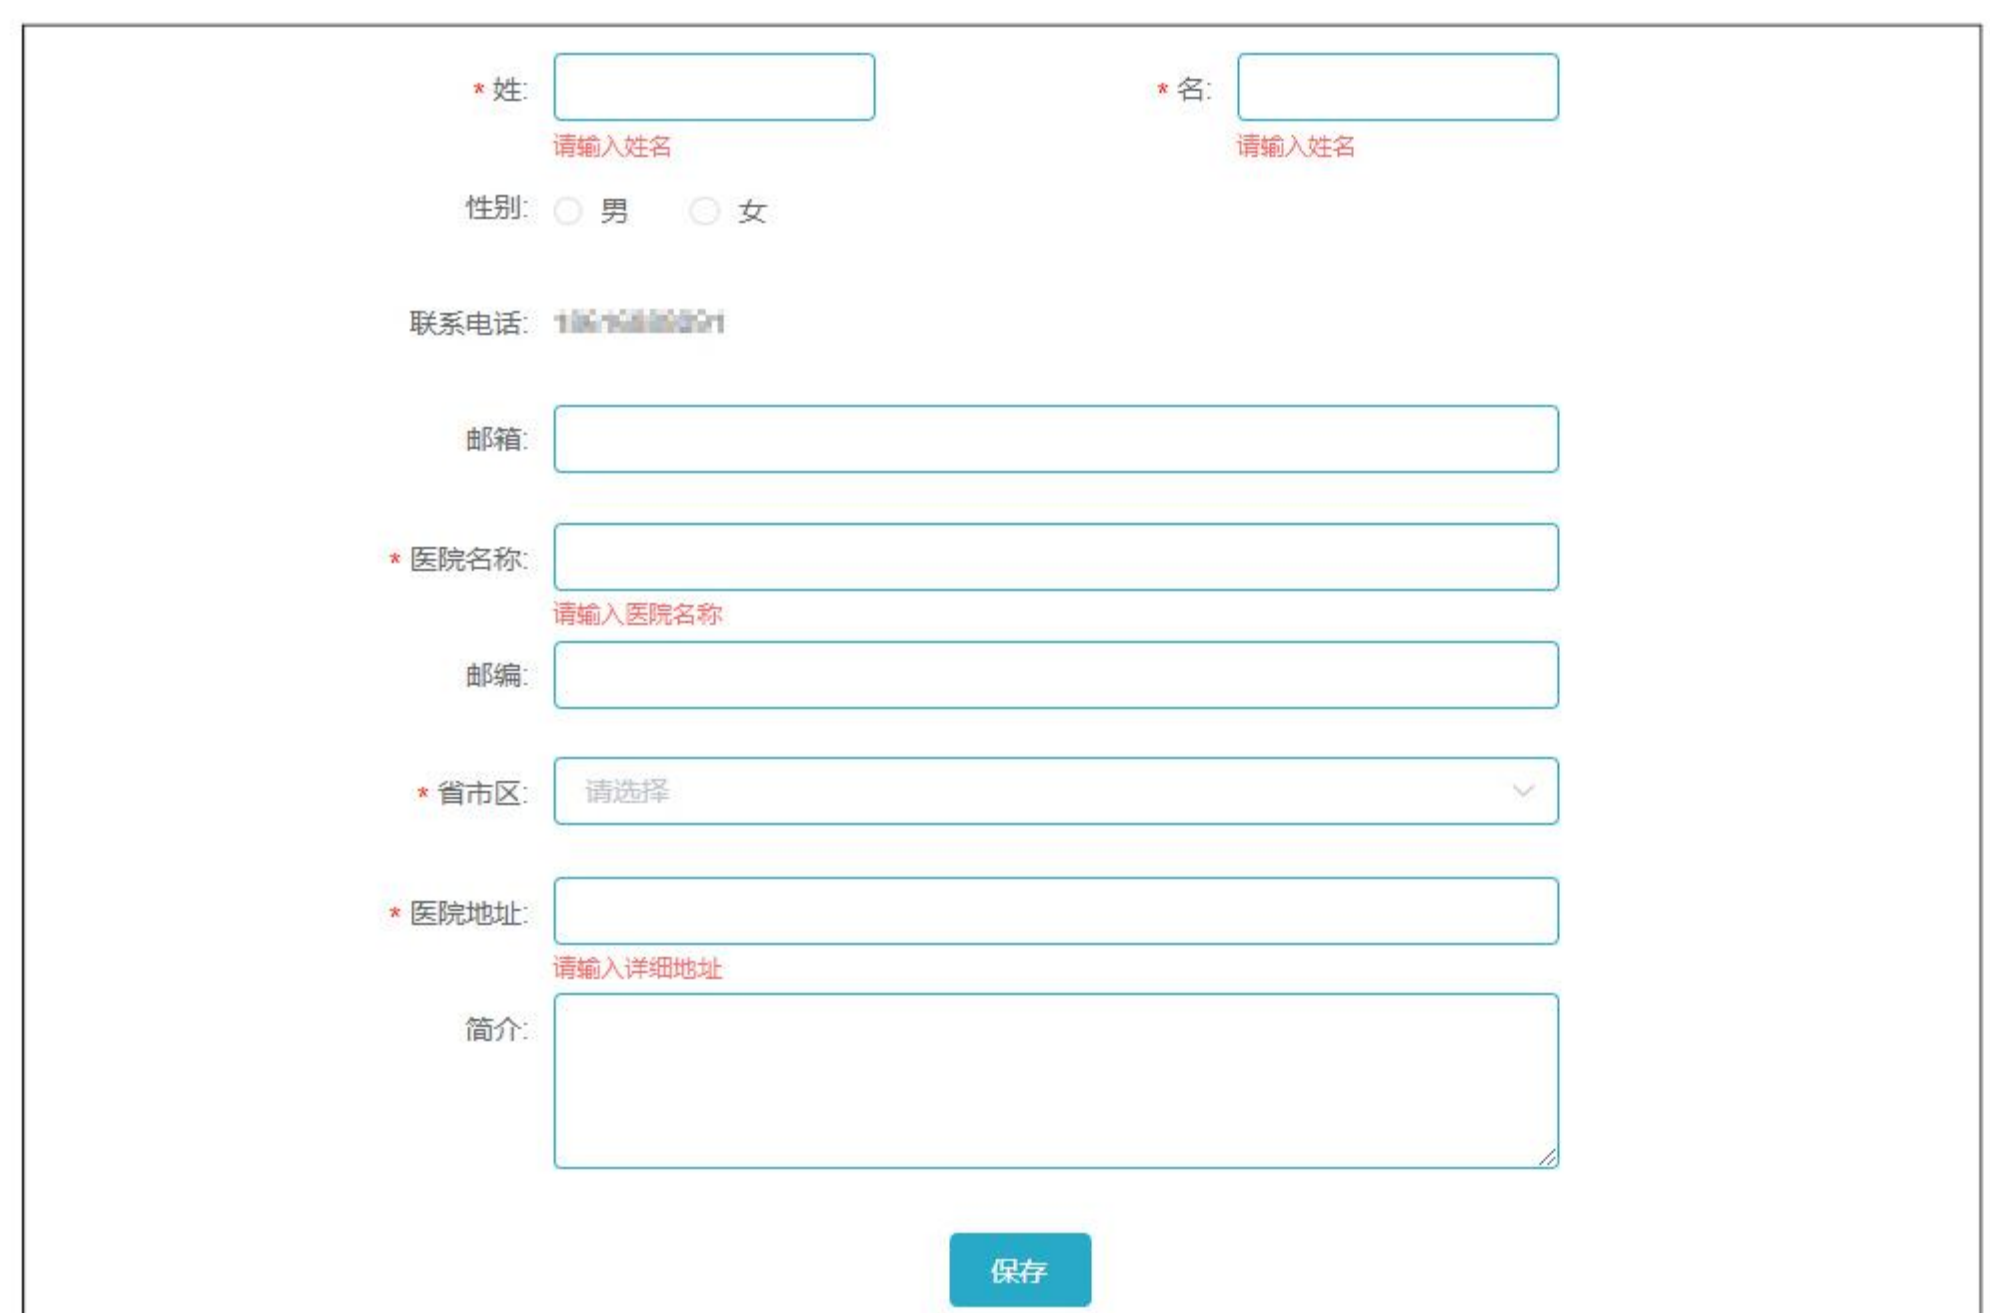 * 姓: * 名:
请输入姓名 请输入姓名
性别: 男 女
联系电话:
邮箱:
* 医院名称:
请输入医院名称
邮编:
* 省市区: 请选择
* 医院地址:
请输入详细地址
简介:
保存